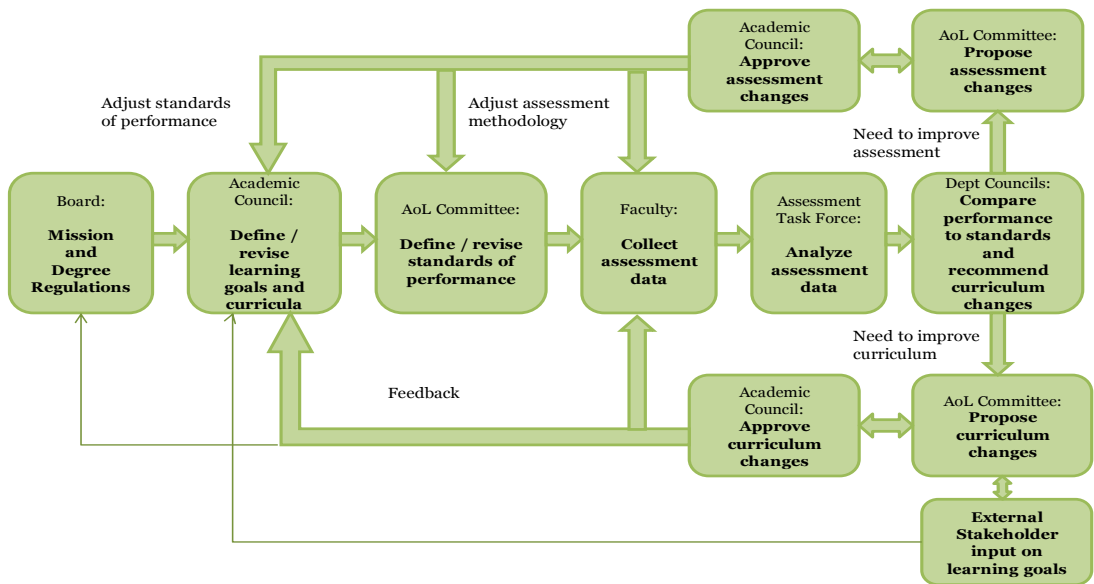 Academic
Council:
Approve
assessment
changes
AoL Committee:
Propose
assessment
changes
Adjust standards
of performance
Adjust assessment
methodology
Need to improve
assessment
Board:
Mission
and
Degree
Regulations
Academic
Council:
Define /
revise
learning
goals and
curricula
AoL Committee:
Define / revise
standards of
performance
Faculty:
Collect
assessment
data
Assessment
Task Force:
Analyze
assessment
data
Dept Councils:
Compare
performance
to standards
and
recommend
curriculum
changes
Need to improve
curriculum
Feedback
Academic
Council:
Approve
curriculum
changes
AoL Committee:
Propose
curriculum
changes
External
Stakeholder
input on
learning goals